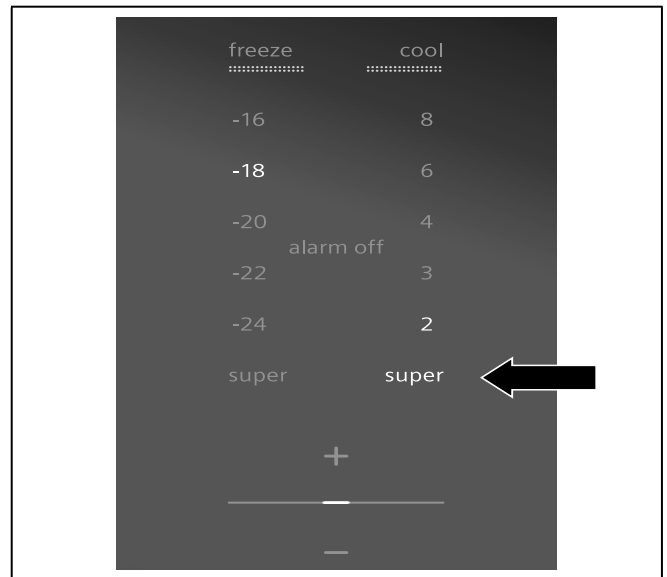 freeze cool
-16 8
-18 6
-20 4
alarm off
-22 3
-24 2
super super
+
—